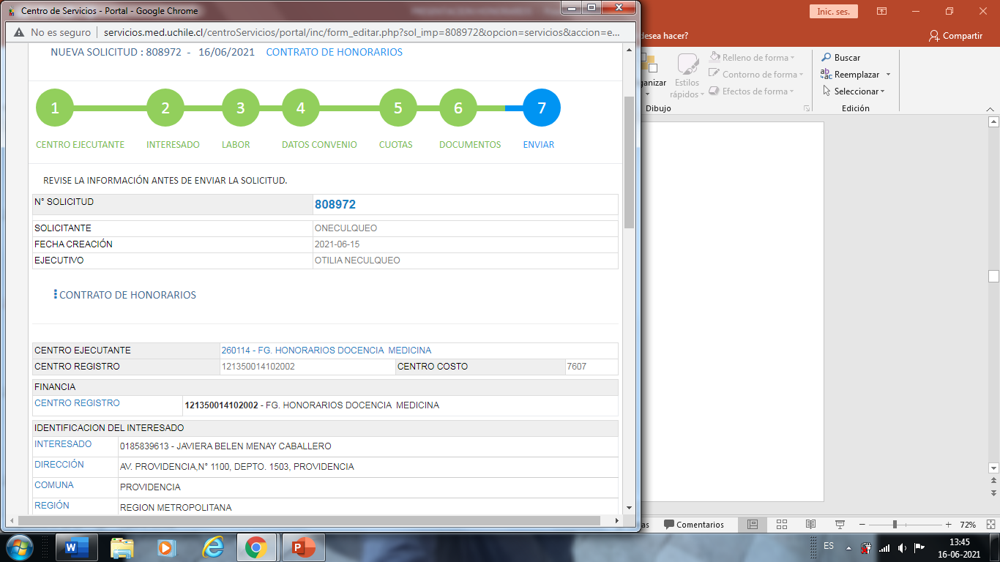 Centro de Servicios - Portal - Google Chrome
No es seguro | servicios.med.uchile.cl/centroServicios/portal/inc/form_editar.php?sol_imp=808972&opcion=servicios&accion=e...
NUEVA SOLICITUD : 808972 - 16/06/2021 CONTRATO DE HONORARIOS
1 2 3 4 5 6 7
CENTRO EJECUTANTE INTERESADO LABOR DATOS CONVENIO CUOTAS DOCUMENTOS ENVIAR
REVISE LA INFORMACIÓN ANTES DE ENVIAR LA SOLICITUD.
N° SOLICITUD 808972
SOLICITANTE ONECULQUEO
FECHA CREACIÓN 2021-06-15
EJECUTIVO OTILIA NECULQUEO
CONTRATO DE HONORARIOS
CENTRO EJECUTANTE 260114 - FG. HONORARIOS DOCENCIA MEDICINA
CENTRO REGISTRO 121350014102002 CENTRO COSTO 7607
FINANCIA
CENTRO REGISTRO 121350014102002 - FG. HONORARIOS DOCENCIA MEDICINA
IDENTIFICACION DEL INTERESADO
INTERESADO 0185839613 - JAVIERA BELEN MENAY CABALLERO
DIRECCIÓN AV. PROVIDENCIA,N° 1100, DEPTO. 1503, PROVIDENCIA
COMUNA PROVIDENCIA
REGIÓN REGION METROPOLITANA
Inic. ses.
desea hacer?
Compartir
ganizar
Estilos
rápidos
Relleno de forma
Contorno de forma
Efectos de forma
Dibujo
Buscar
Reemplazar
Seleccionar
Edición
as Comentarios 72%
ES
13:45
16-06-2021